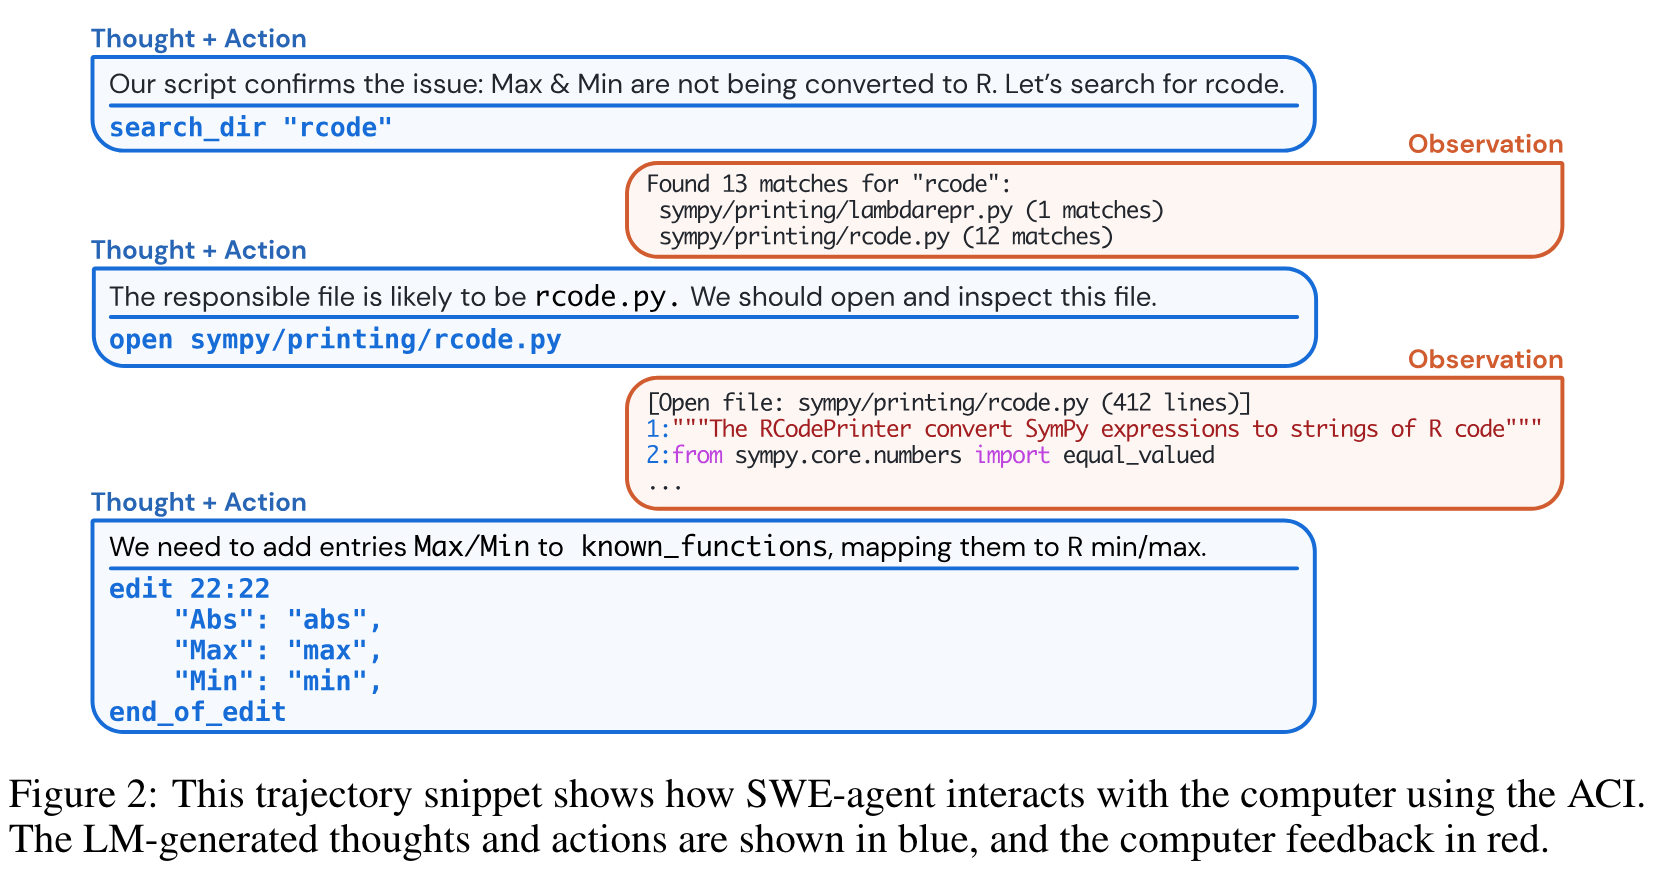 Thought + Action
Our script confirms the issue: Max & Min are not being converted to R. Let's search for rcode.
search_dir "rcode"
Observation
Found 13 matches for "rcode":
 sympy/printing/lambdarepr.py (1 matches)
 sympy/printing/rcode.py (12 matches)
Thought + Action
The responsible file is likely to be rcode.py. We should open and inspect this file.
open sympy/printing/rcode.py
Observation
[Open file: sympy/printing/rcode.py (412 lines)]
1:"""The RCodePrinter convert SymPy expressions to strings of R code"""
2:from sympy.core.numbers import equal_valued
...
Thought + Action
We need to add entries Max/Min to known_functions, mapping them to R min/max.
edit 22:22
    "Abs": "abs",
    "Max": "max",
    "Min": "min",
end_of_edit
Figure 2: This trajectory snippet shows how SWE-agent interacts with the computer using the ACI.
The LM-generated thoughts and actions are shown in blue, and the computer feedback in red.